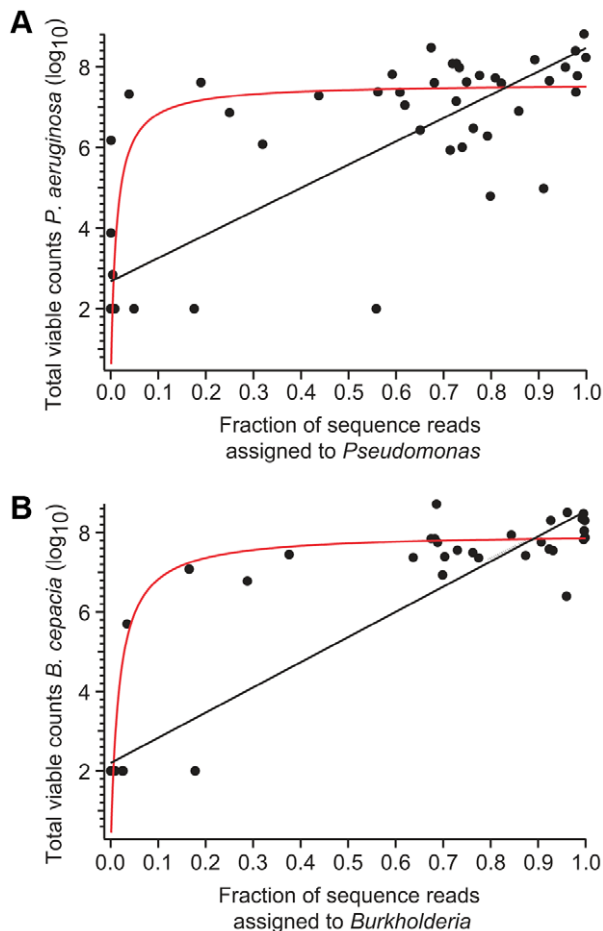 A
Total viable counts P. aeruginosa (log10)
8
6
4
2
0.0 0.1 0.2 0.3 0.4 0.5 0.6 0.7 0.8 0.9 1.0
Fraction of sequence reads
assigned to Pseudomonas
B
Total viable counts B. cepacia (log10)
8
6
4
2
0.0 0.1 0.2 0.3 0.4 0.5 0.6 0.7 0.8 0.9 1.0
Fraction of sequence reads
assigned to Burkholderia